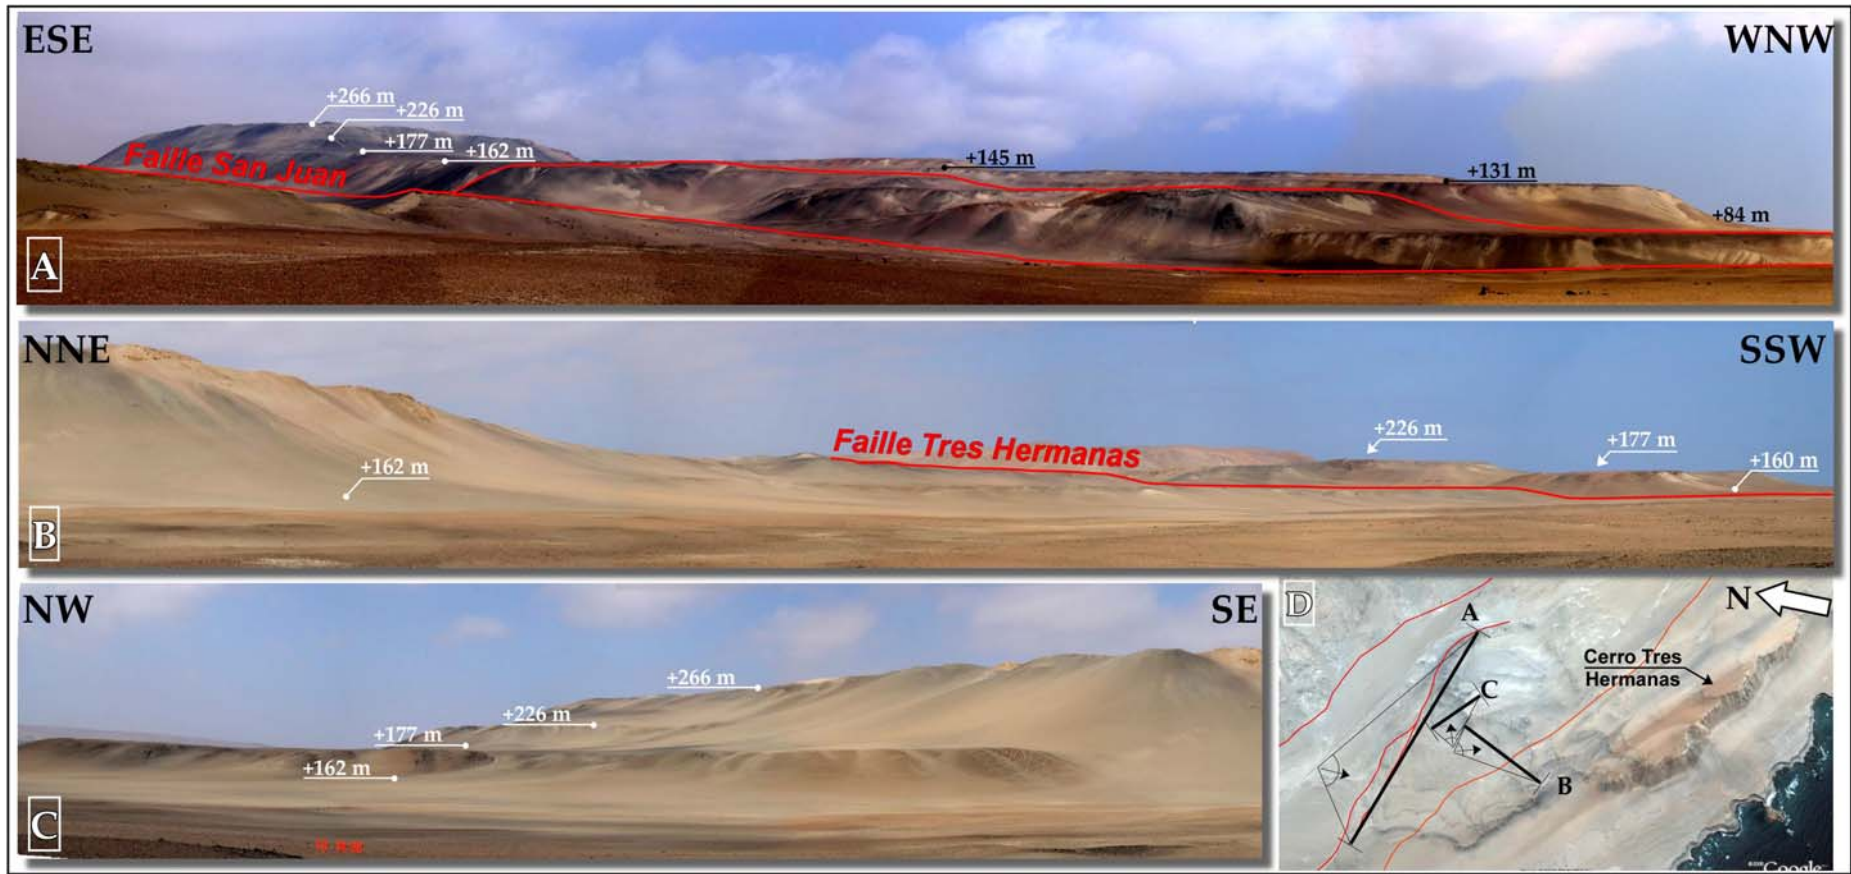 ESE
WNW
+266 m
+226 m
+177 m
+162 m
+145 m
+131 m
+84 m
Faille San Juan
A
NNE
SSW
Faille Tres Hermanas
+226 m
+177 m
+160 m
+162 m
B
NW
SE
+266 m
+226 m
+177 m
+162 m
C
D
N
A
Cerro Tres
Hermanas
C
B
Google